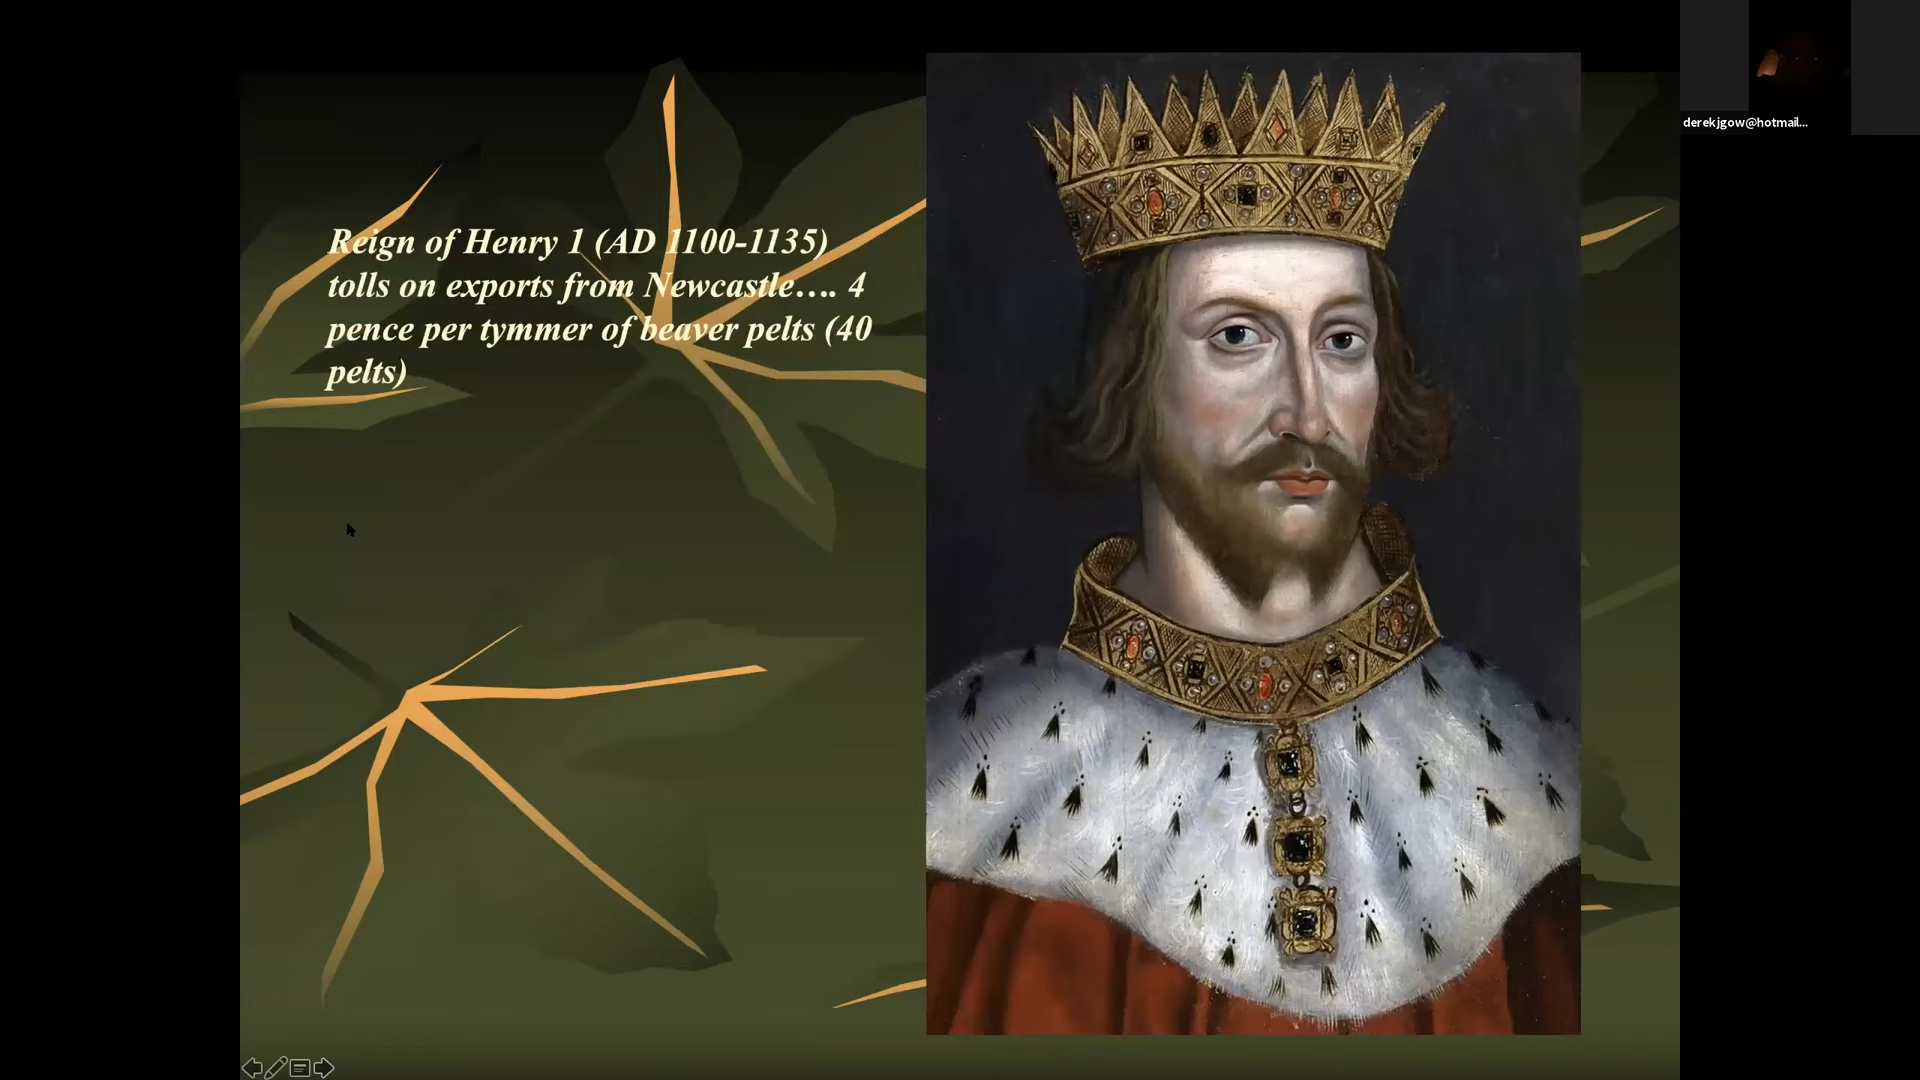 Reign of Henry 1 (AD 1100-1135)
tolls on exports from Newcastle…. 4
pence per tymmer of beaver pelts (40
pelts)
derekjgow@hotmail...